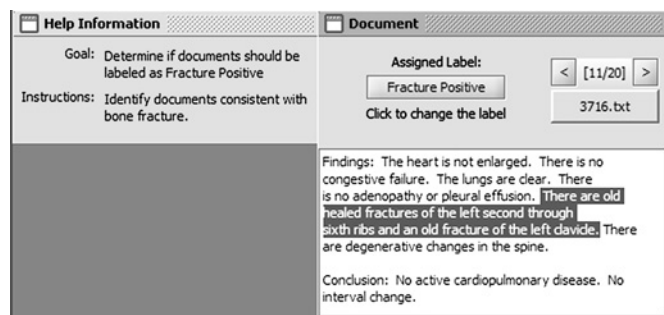 Help Information
Goal: Determine if documents should be
labeled as Fracture Positive
Instructions: Identify documents consistent with
bone fracture.
Document
Assigned Label:
Fracture Positive
Click to change the label
< [11/20] >
3716.txt
Findings: The heart is not enlarged. There is no
congestive failure. The lungs are clear. There
is no adenopathy or pleural effusion. There are old
healed fractures of the left second through
sixth ribs and an old fracture of the left clavicle. There
are degenerative changes in the spine.
Conclusion: No active cardiopulmonary disease. No
interval change.